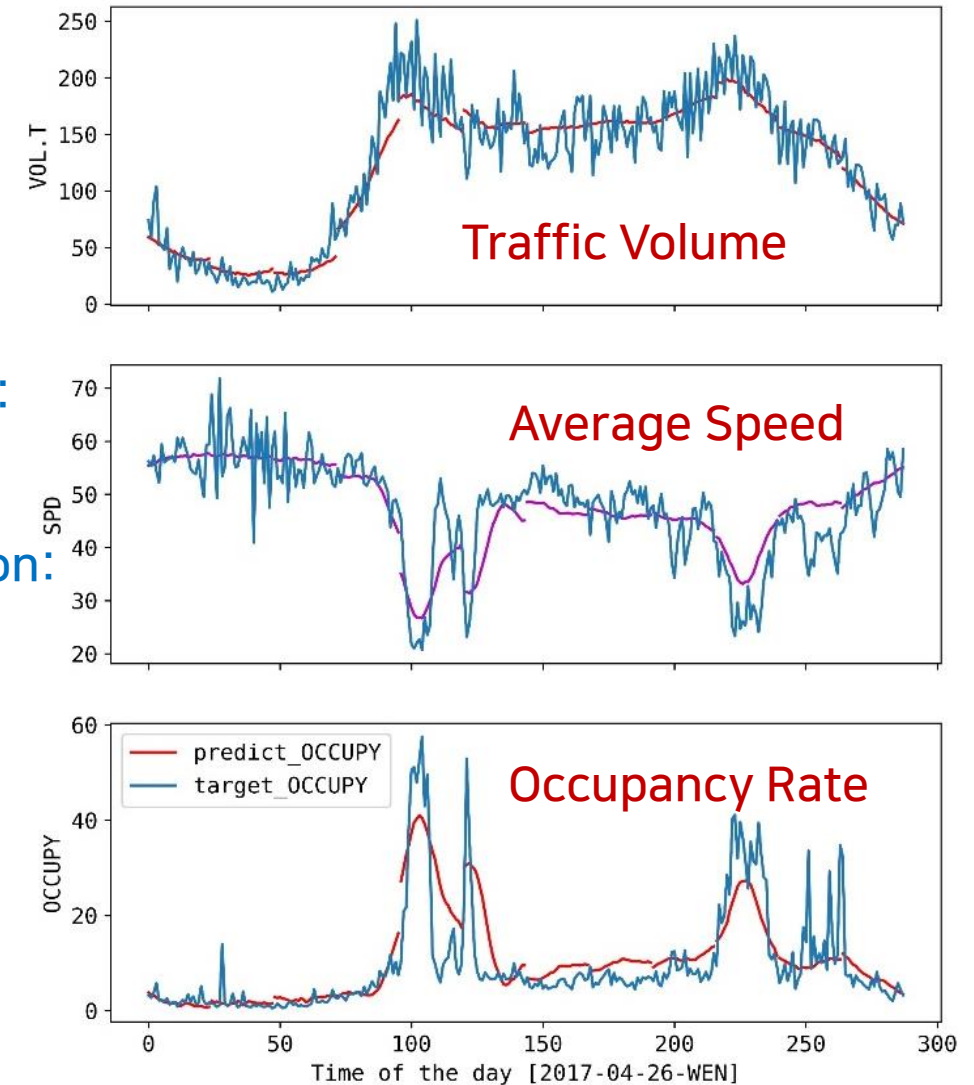 250
200
150
100
50
0
VOL.T
Traffic Volume
:
on:
70
60
50
40
30
20
SPD
Average Speed
60
40
20
0
OCCUPY
predict_OCCUPY
target_OCCUPY
Occupancy Rate
0 50 100 150 200 250 300
Time of the day [2017-04-26-WEN]